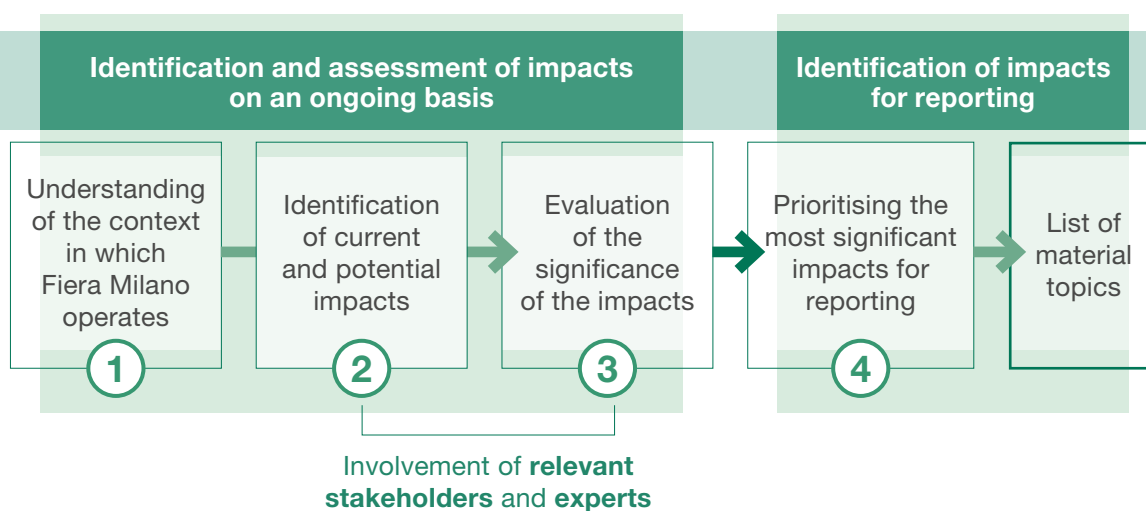 Identification and assessment of impacts
on an ongoing basis
Identification of impacts
for reporting
Understanding
of the context
in which
Fiera Milano
operates
1
Identification
of current
and potential
impacts
2
Evaluation
of the
significance
of the impacts
3
Prioritising the
most significant
impacts for
reporting
4
List of
material
topics
Involvement of relevant
stakeholders and experts